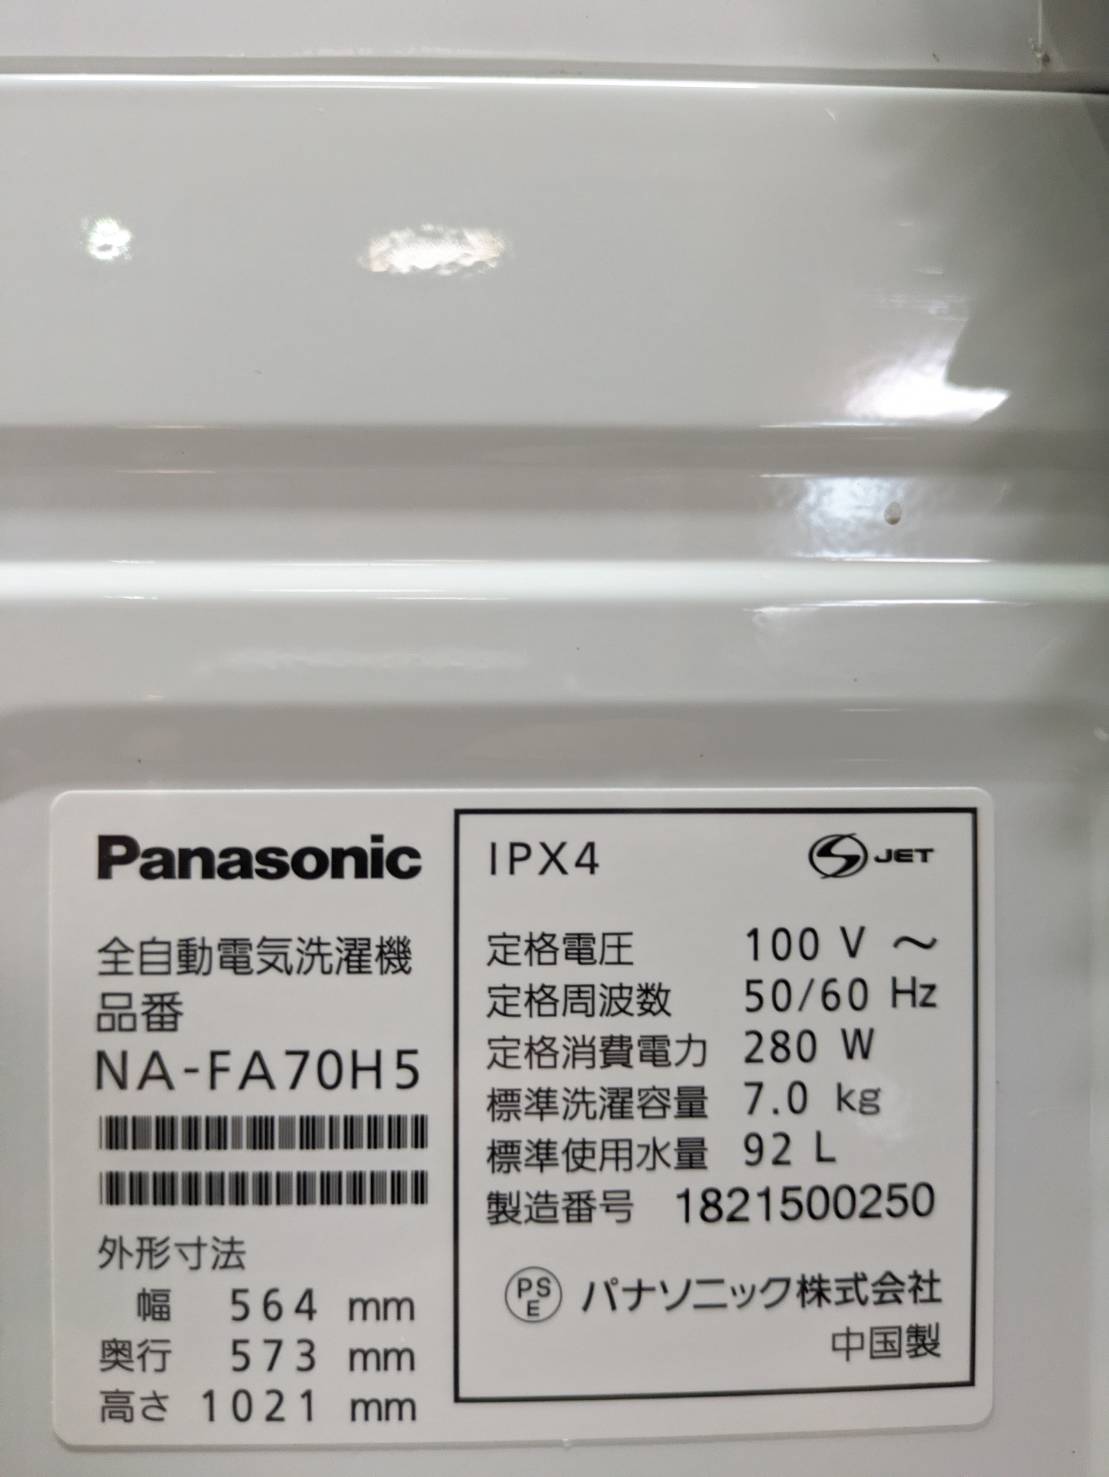 Panasonic
全自動電気洗濯機
品番
NA-FA70H5
外形寸法
幅 564 mm
奥行 573 mm
高さ 1021 mm
IPX4
S JET
定格電圧 100 V ～
定格周波数 50/60 Hz
定格消費電力 280 W
標準洗濯容量 7.0 kg
標準使用水量 92 L
製造番号 1821500250
PS
E パナソニック株式会社
中国製